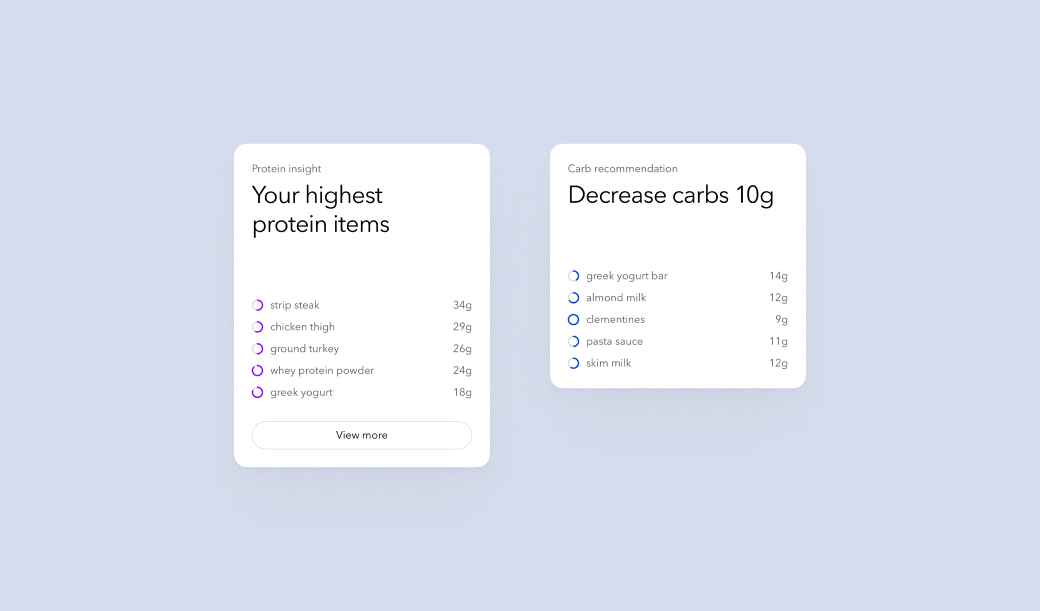 Protein insight
Your highest
protein items
strip steak 34g
chicken thigh 29g
ground turkey 26g
whey protein powder 24g
greek yogurt 18g
View more
Carb recommendation
Decrease carbs 10g
greek yogurt bar 14g
almond milk 12g
clementines 9g
pasta sauce 11g
skim milk 12g